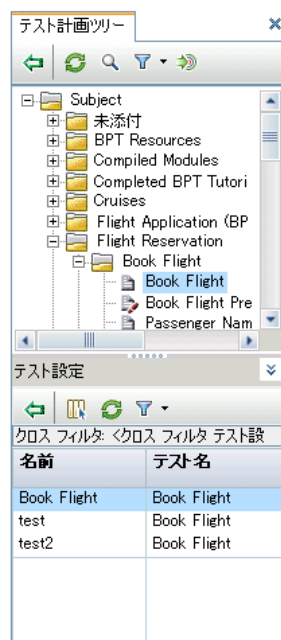 テスト計画ツリー
Subject
未添付
BPT Resources
Compiled Modules
Completed BPT Tutori
Cruises
Flight Application (BP
Flight Reservation
Book Flight
Book Flight
Book Flight Pre
Passenger Nam
テスト設定
クロス フィルタ: <クロス フィルタ テスト設
名前 テスト名
Book Flight Book Flight
test Book Flight
test2 Book Flight